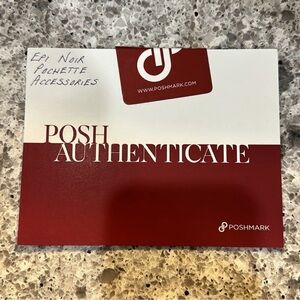 EPI NOIR
POCHETTE
ACCESSORIES
WWW.POSHMARK.COM
POSH
AUTHENTICATE
POSHMARK